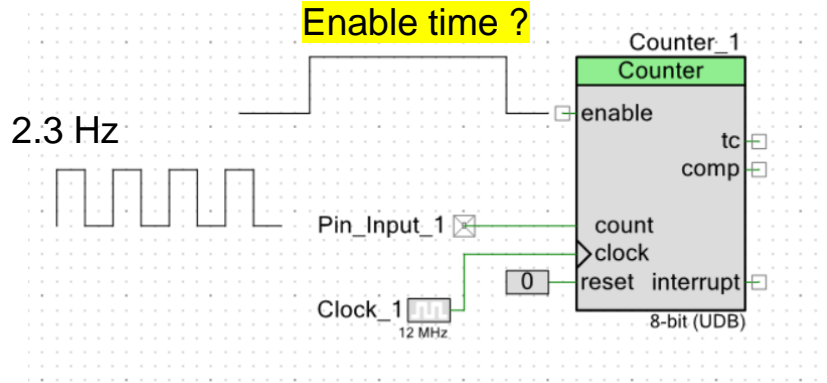 Enable time ?
Counter_1
Counter
2.3 Hz
enable
tc
comp
Pin_Input_1
count
clock
0
reset interrupt
Clock_1
12 MHz
8-bit (UDB)